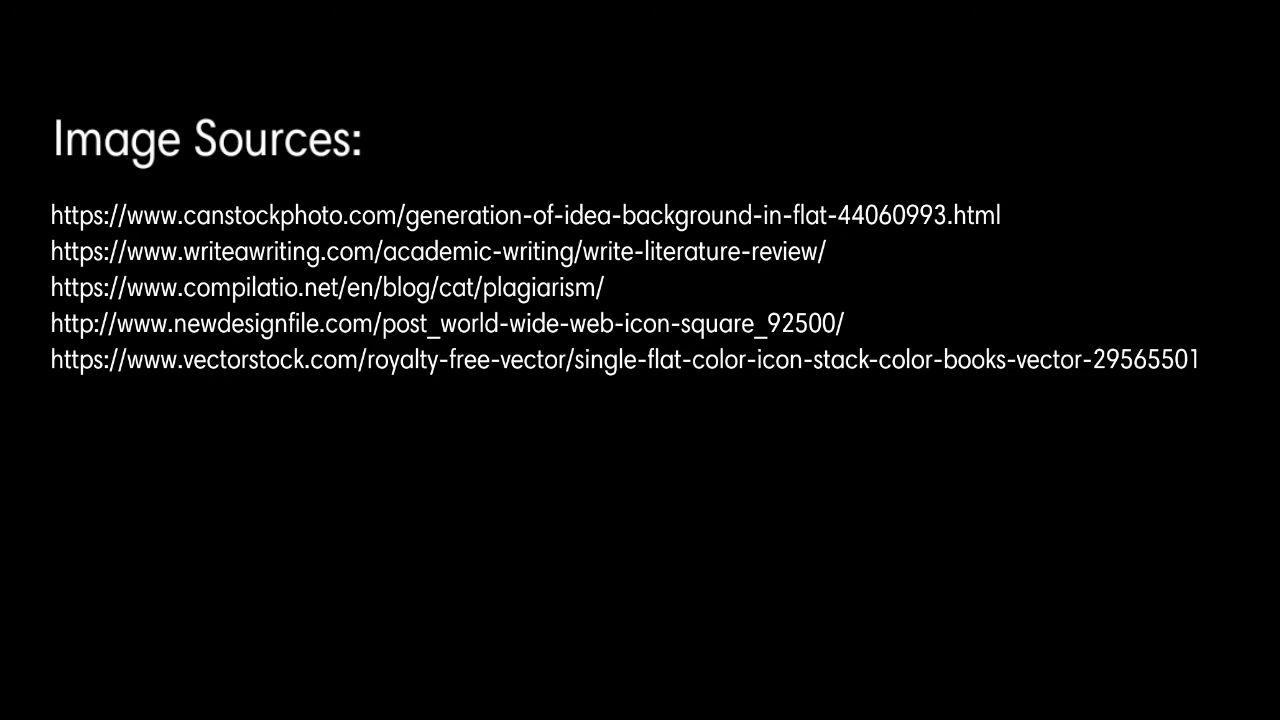 Image Sources:
https://www.canstockphoto.com/generation-of-idea-background-in-flat-44060993.html
https://www.writeawriting.com/academic-writing/write-literature-review/
https://www.compilatio.net/en/blog/cat/plagiarism/
http://www.newdesignfile.com/post_world-wide-web-icon-square_92500/
https://www.vectorstock.com/royalty-free-vector/single-flat-color-icon-stack-color-books-vector-29565501